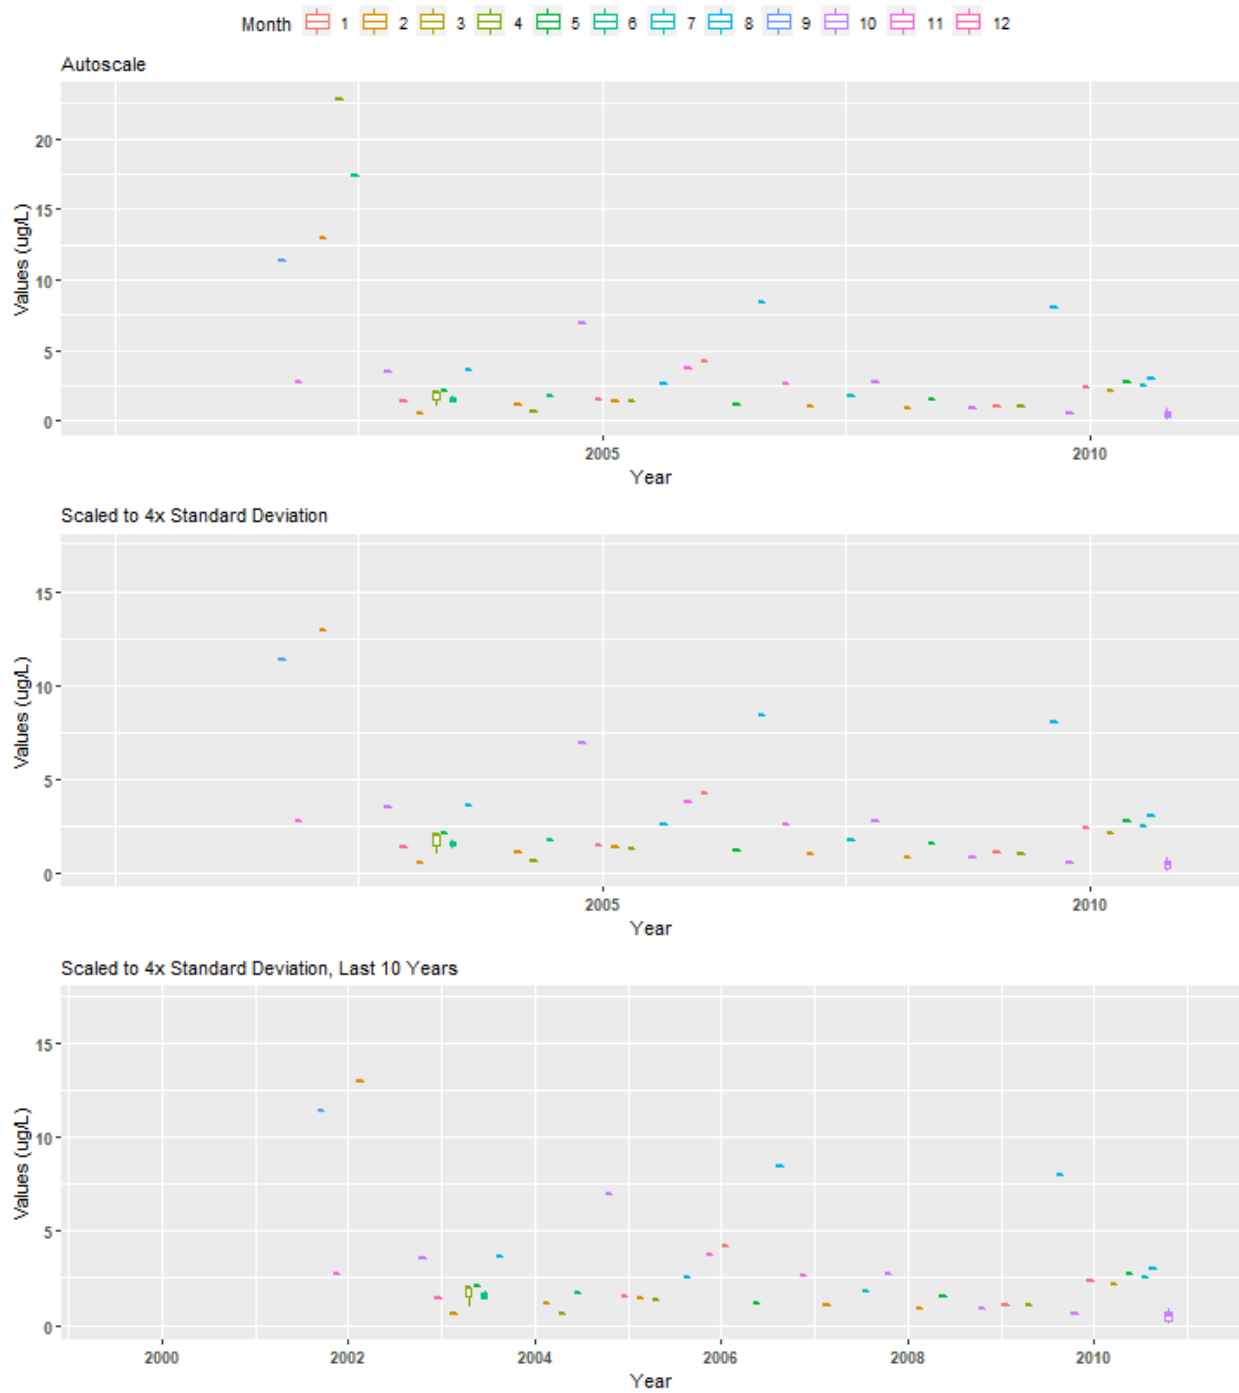 Month 1 2 3 4 5 6 7 8 9 10 11 12
Autoscale
20
15
10
5
0
Values (ug/L)
2005 2010
Year
Scaled to 4x Standard Deviation
15
10
5
0
Values (ug/L)
2005 2010
Year
Scaled to 4x Standard Deviation, Last 10 Years
15
10
5
0
Values (ug/L)
2000 2002 2004 2006 2008 2010
Year